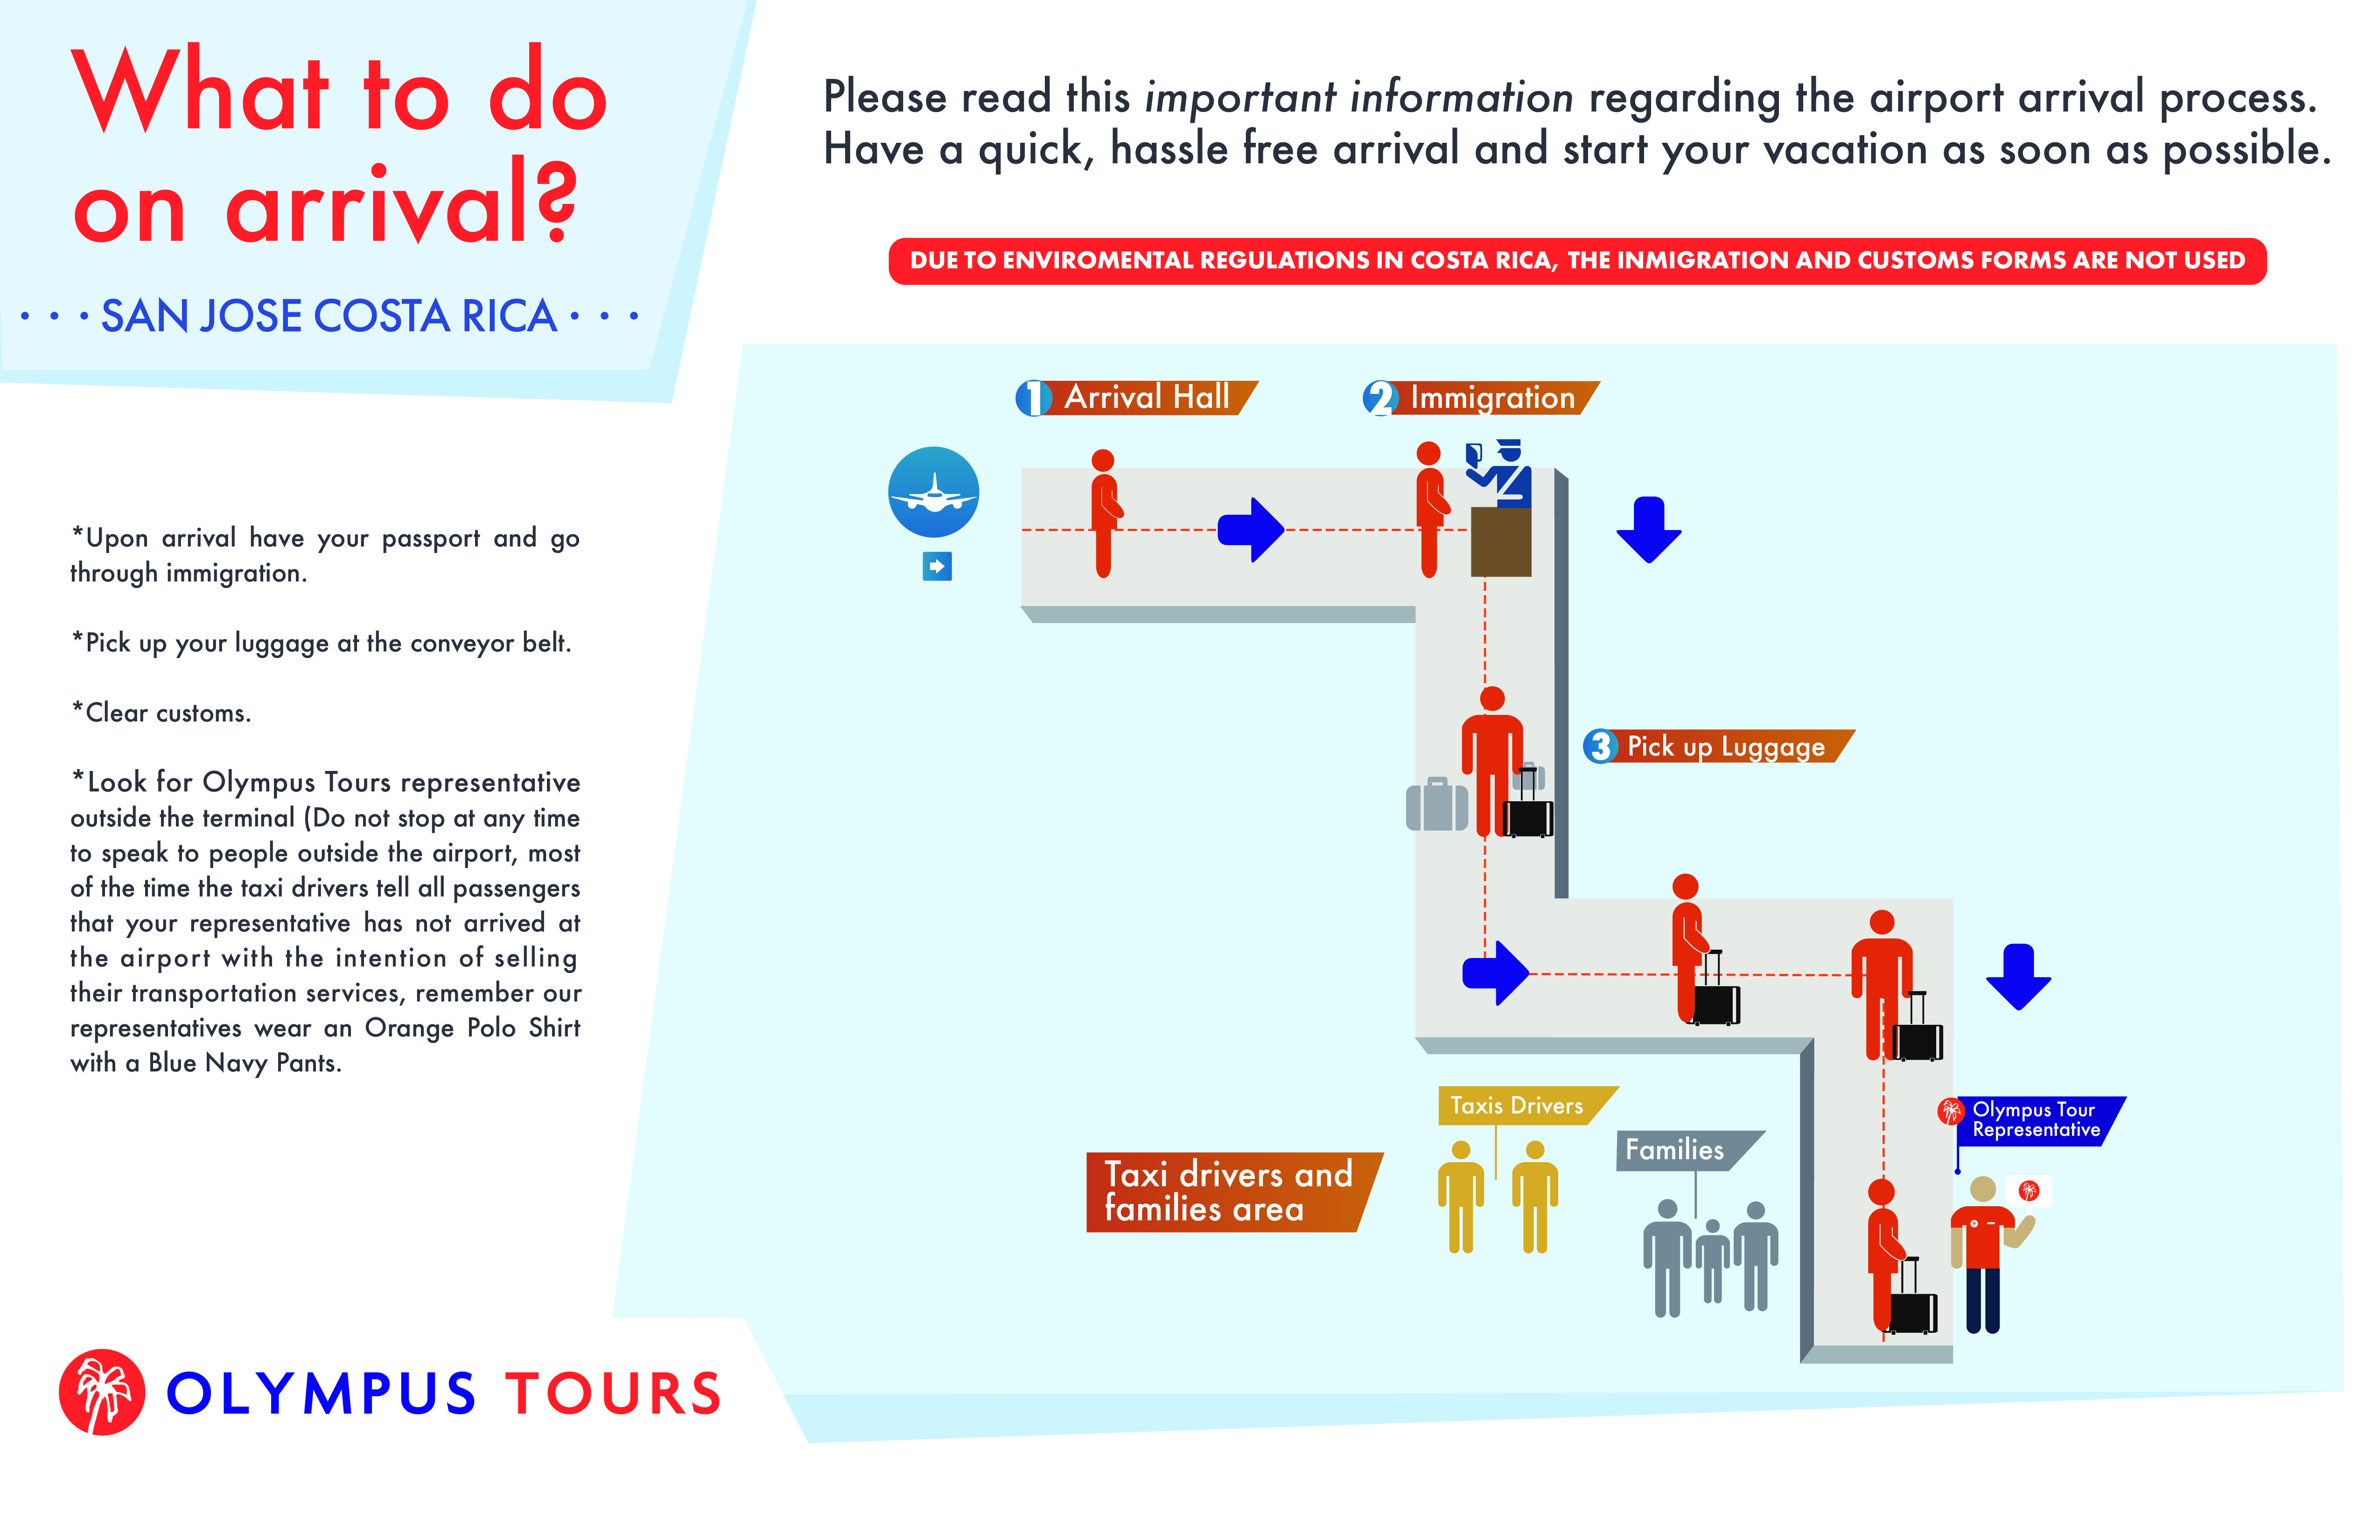 What to do
on arrival?
· · · SAN JOSE COSTA RICA · · ·
Please read this important information regarding the airport arrival process.
Have a quick, hassle free arrival and start your vacation as soon as possible.
DUE TO ENVIROMENTAL REGULATIONS IN COSTA RICA, THE INMIGRATION AND CUSTOMS FORMS ARE NOT USED
*Upon arrival have your passport and go
through immigration.
*Pick up your luggage at the conveyor belt.
*Clear customs.
*Look for Olympus Tours representative
outside the terminal (Do not stop at any time
to speak to people outside the airport, most
of the time the taxi drivers tell all passengers
that your representative has not arrived at
the airport with the intention of selling
their transportation services, remember our
representatives wear an Orange Polo Shirt
with a Blue Navy Pants.
1 Arrival Hall
2 Immigration
3 Pick up Luggage
Taxis Drivers
Families
Taxi drivers and
families area
Olympus Tour
Representative
OLYMPUS TOURS